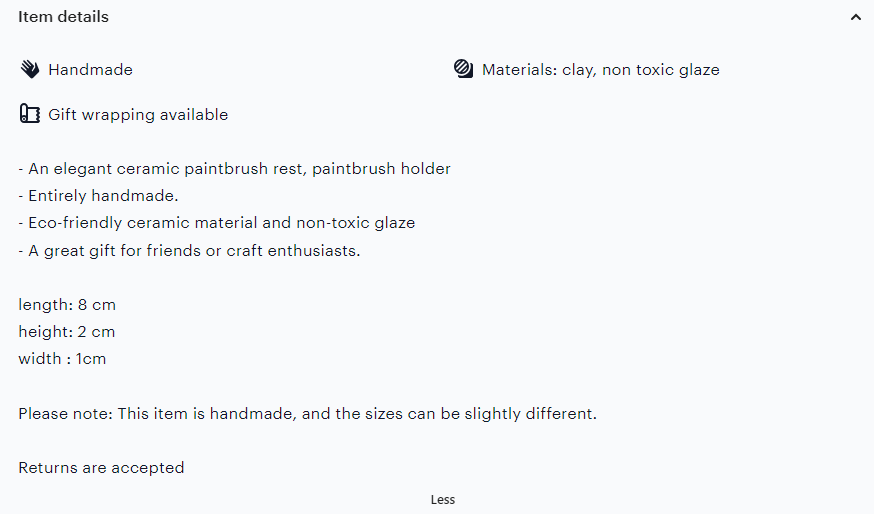 Item details
Handmade
Materials: clay, non toxic glaze
Gift wrapping available
- An elegant ceramic paintbrush rest, paintbrush holder
- Entirely handmade.
- Eco-friendly ceramic material and non-toxic glaze
- A great gift for friends or craft enthusiasts.
length: 8 cm
height: 2 cm
width : 1cm
Please note: This item is handmade, and the sizes can be slightly different.
Returns are accepted
Less